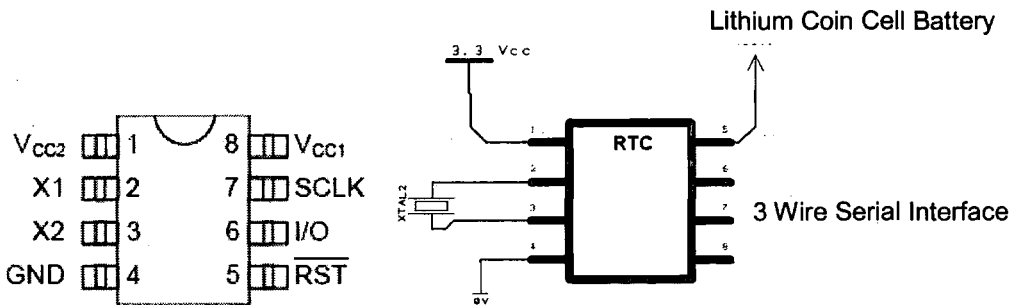 Lithium Coin Cell Battery
3.3 Vcc
VCC2 1 8 VCC1
X1 2 7 SCLK
X2 3 6 I/O
GND 4 5 RST
1 RTC 5
2 6
XTAL2
3 7 3 Wire Serial Interface
4 8
0V